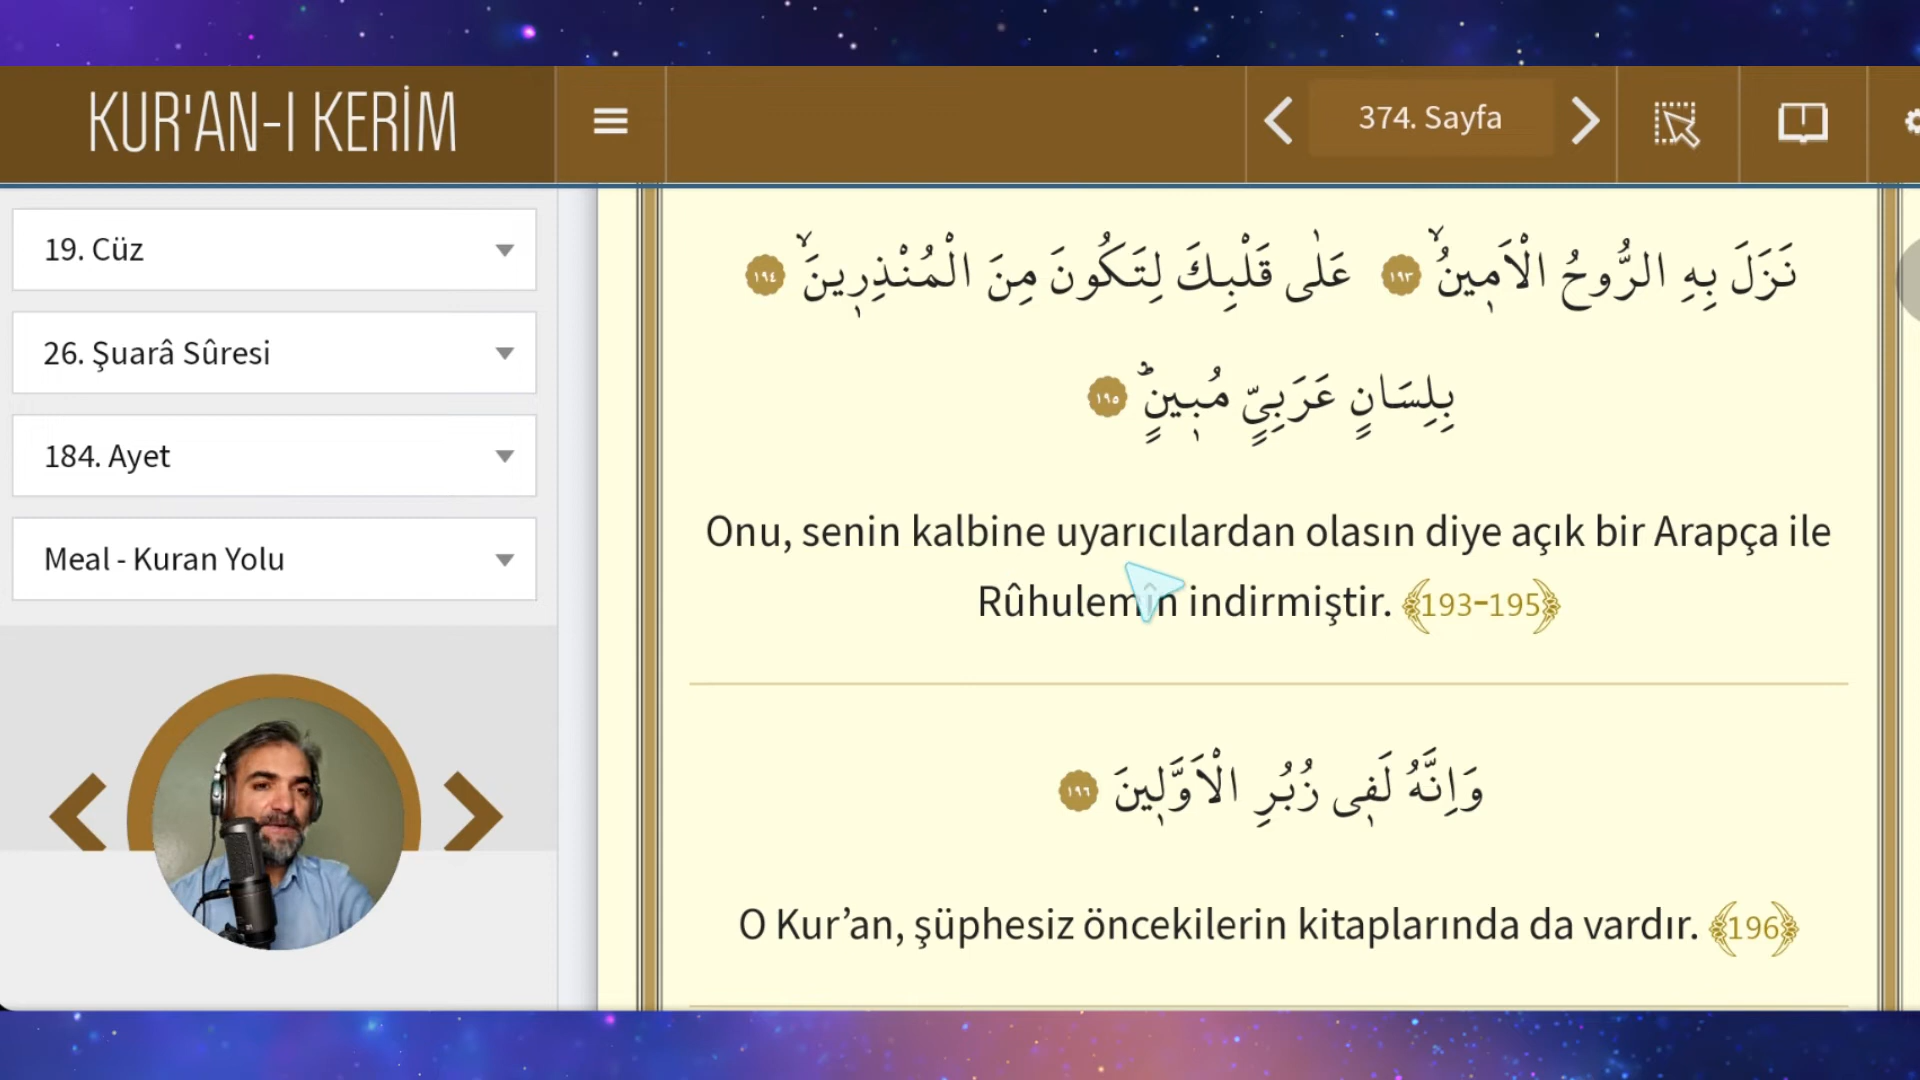 KUR'AN-I KERİM
374. Sayfa
19. Cüz
26. Şuarâ Sûresi
184. Ayet
Meal - Kuran Yolu
نَزَلَ بِهِ الرُّوحُ الْاَم۪ينُۙ ﴿١٩٣﴾ عَلٰى قَلْبِكَ لِتَكُونَ مِنَ الْمُنْذِر۪ينَۙ ﴿١٩٤﴾
بِلِسَانٍ عَرَبِيٍّ مُب۪ينٍۜ ﴿١٩٥﴾
Onu, senin kalbine uyarıcılardan olasın diye açık bir Arapça ile
Rûhulemîn indirmiştir. ﴾193-195﴿
وَاِنَّهُ لَف۪ى زُبُرِ الْاَوَّل۪ينَ ﴿١٩٦﴾
O Kur’an, şüphesiz öncekilerin kitaplarında da vardır. ﴾196﴿